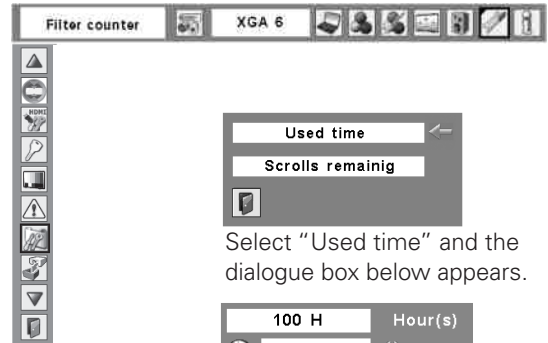 Filter counter XGA 6
HOME
Used time
Scrolls remainig
Select “Used time” and the
dialogue box below appears.
100 H Hour(s)